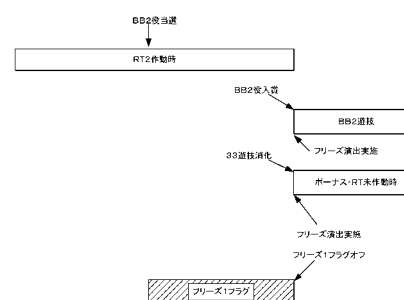 BB2役当選
RT2作動時
BB2役入賞
BB2遊技
フリーズ演出実施
33遊技消化
ボーナス・RT未作動時
フリーズ演出実施
フリーズ1フラグオフ
フリーズ1フラグ